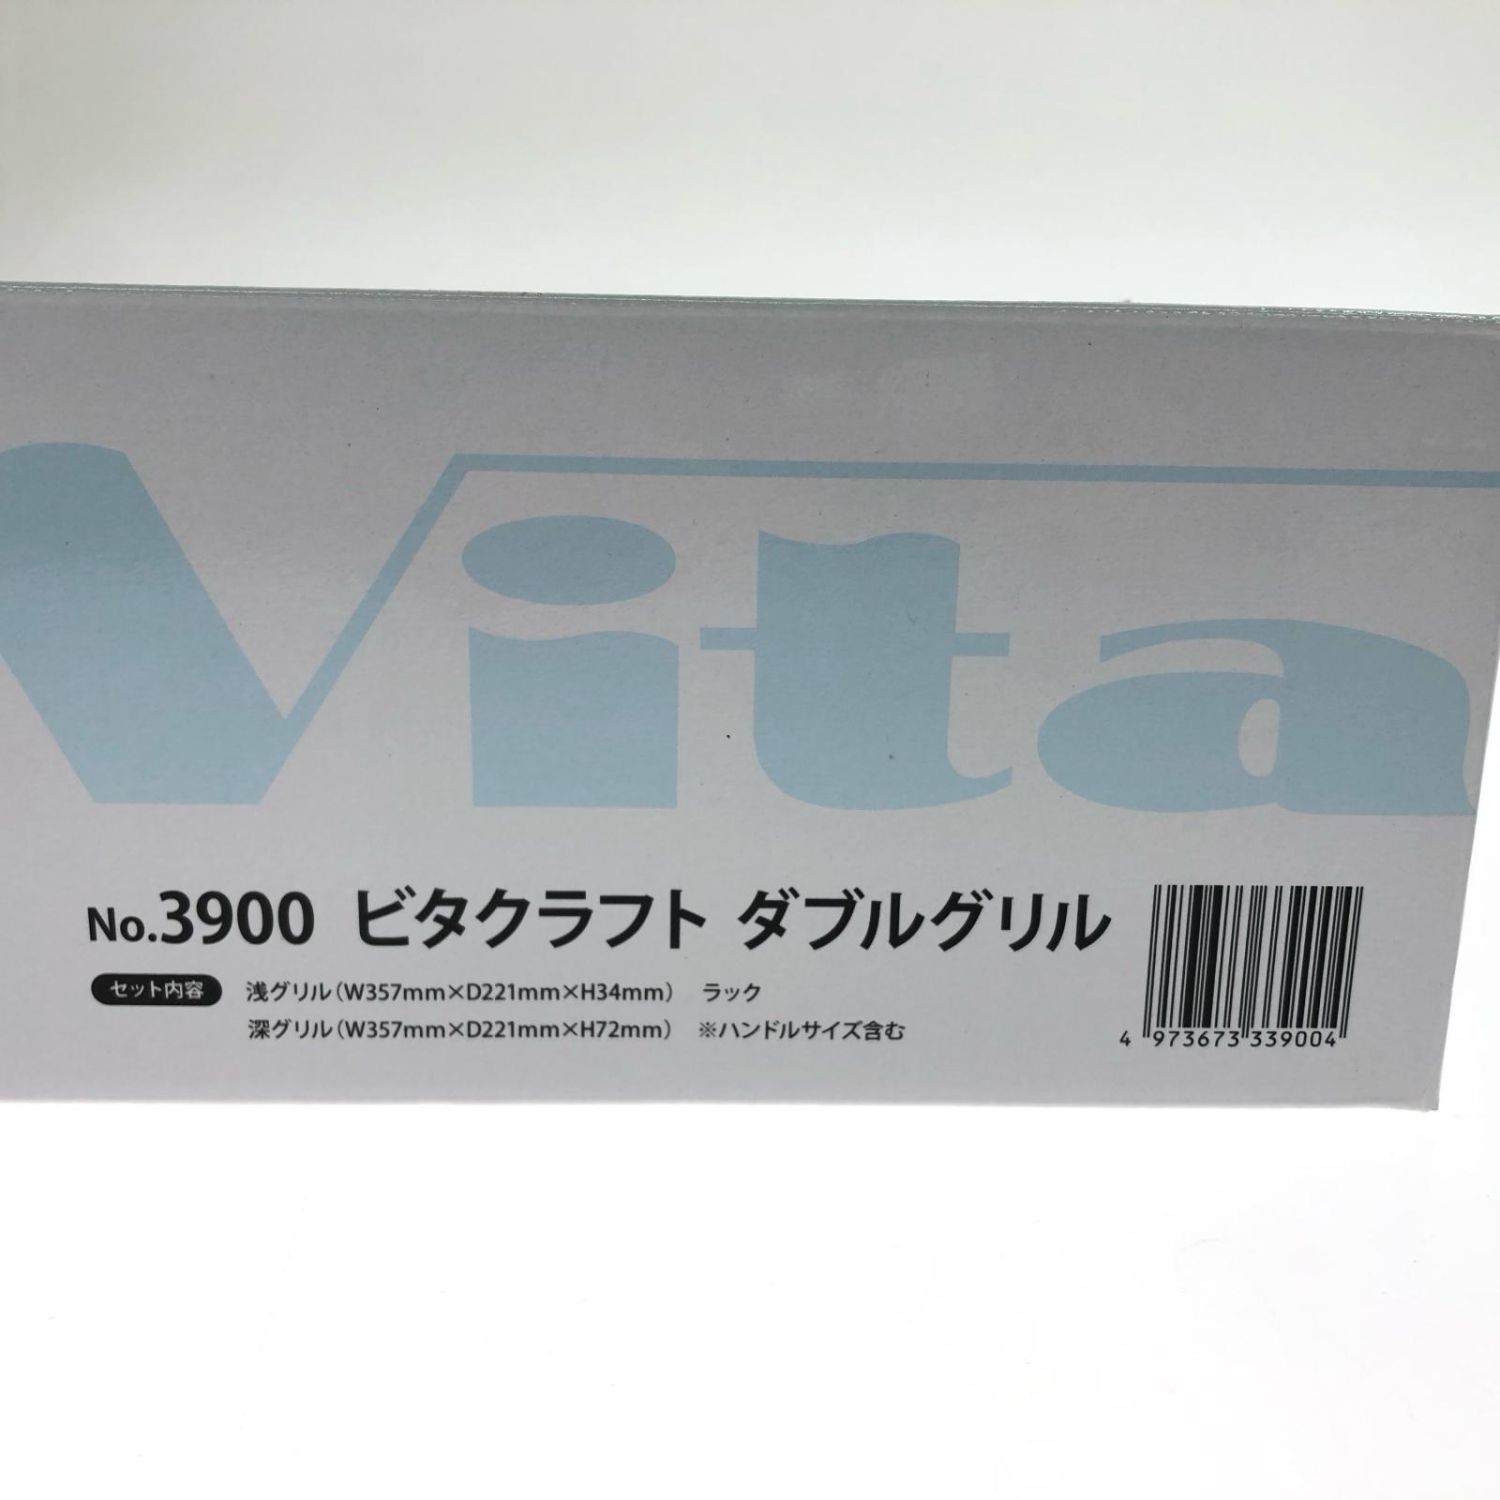 Vita
No.3900 ビタクラフト ダブルグリル
セット内容 浅グリル(W357mm×D221mm×H34mm) ラック
深グリル(W357mm×D221mm×H72mm) ※ハンドルサイズ含む
4 973673 339004